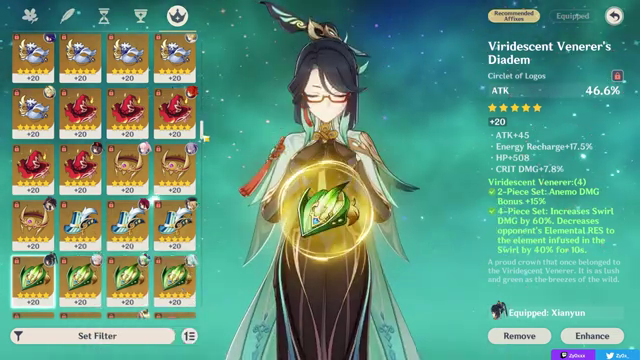 Recommended
Affixes
Equipped
Viridescent Venerer's
Diadem
Circlet of Logos
ATK 46.6%
+20
· ATK+45
· Energy Recharge+17.5%
· HP+508
· CRIT DMG+7.8%
Viridescent Venerer:(4)
2-Piece Set: Anemo DMG
Bonus +15%
4-Piece Set: Increases Swirl
DMG by 60%. Decreases
opponent's Elemental RES to
the element infused in the
Swirl by 40% for 10s.
A proud crown that once belonged to
the Viridescent Venerer. It is as lush
and green as the breezes of the wild.
Equipped: Xianyun
Remove
Enhance
+20 +20 +20 +20
+20 +20 +20 +20
+20 +20 +20 +20
+20 +20 +20 +20
+20 +20 +20 +20
Set Filter